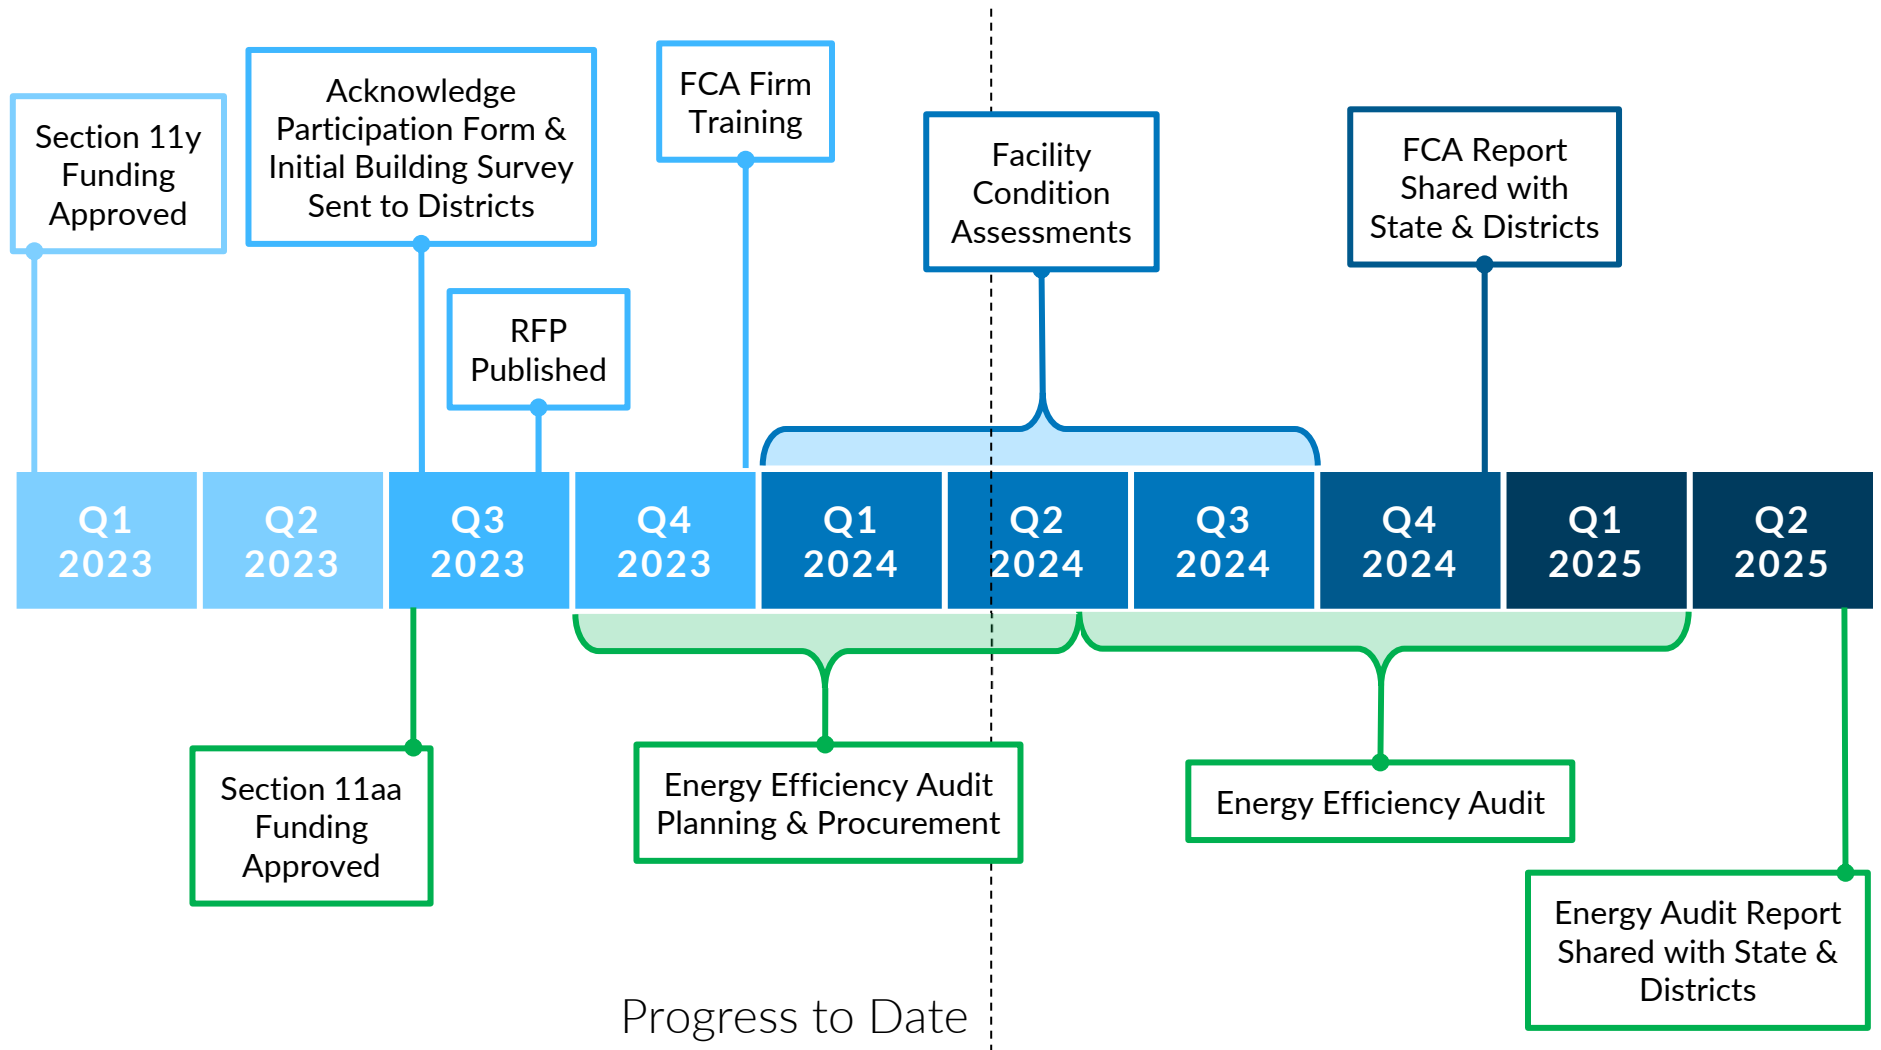 Section 11y
Funding
Approved
Acknowledge
Participation Form &
Initial Building Survey
Sent to Districts
RFP
Published
FCA Firm
Training
Facility
Condition
Assessments
FCA Report
Shared with
State & Districts
Q1
2023
Q2
2023
Q3
2023
Q4
2023
Q1
2024
Q2
2024
Q3
2024
Q4
2024
Q1
2025
Q2
2025
Section 11aa
Funding
Approved
Energy Efficiency Audit
Planning & Procurement
Energy Efficiency Audit
Energy Audit Report
Shared with State &
Districts
Progress to Date